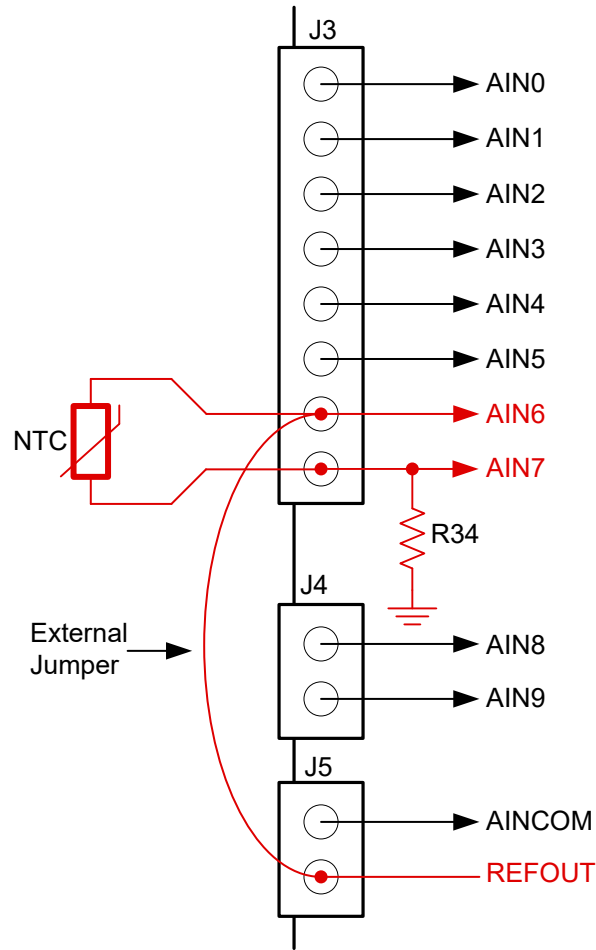 J3
AIN0
AIN1
AIN2
AIN3
AIN4
AIN5
AIN6
NTC
AIN7
R34
J4
External
Jumper
AIN8
AIN9
J5
AINCOM
REFOUT